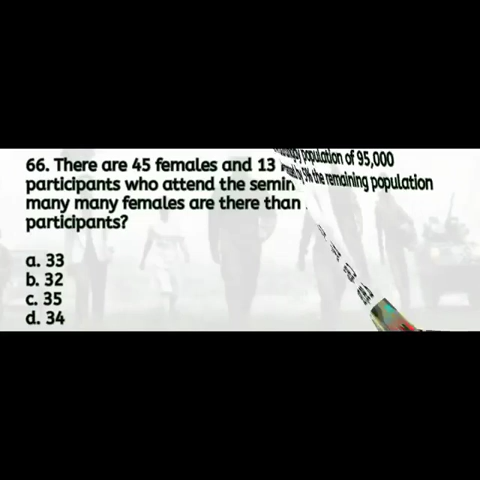 66. There are 45 females and 13
participants who attend the semin
many many females are there than
participants?
a. 33
b. 32
c. 35
d. 34
population of 95,000
5% the remaining population